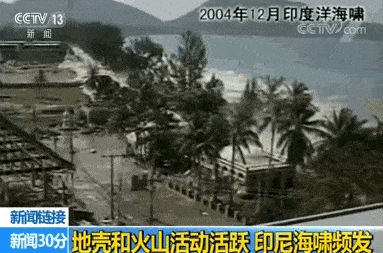 CCTV 13
新闻
2004年12月印度洋海啸
CCTV.com
新闻链接
新闻30分
地壳和火山活动活跃 印尼海啸频发